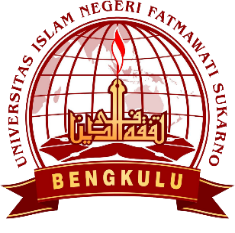 UNIVERSITAS ISLAM NEGERI FATMAWATI SUKARNO
BENGKULU